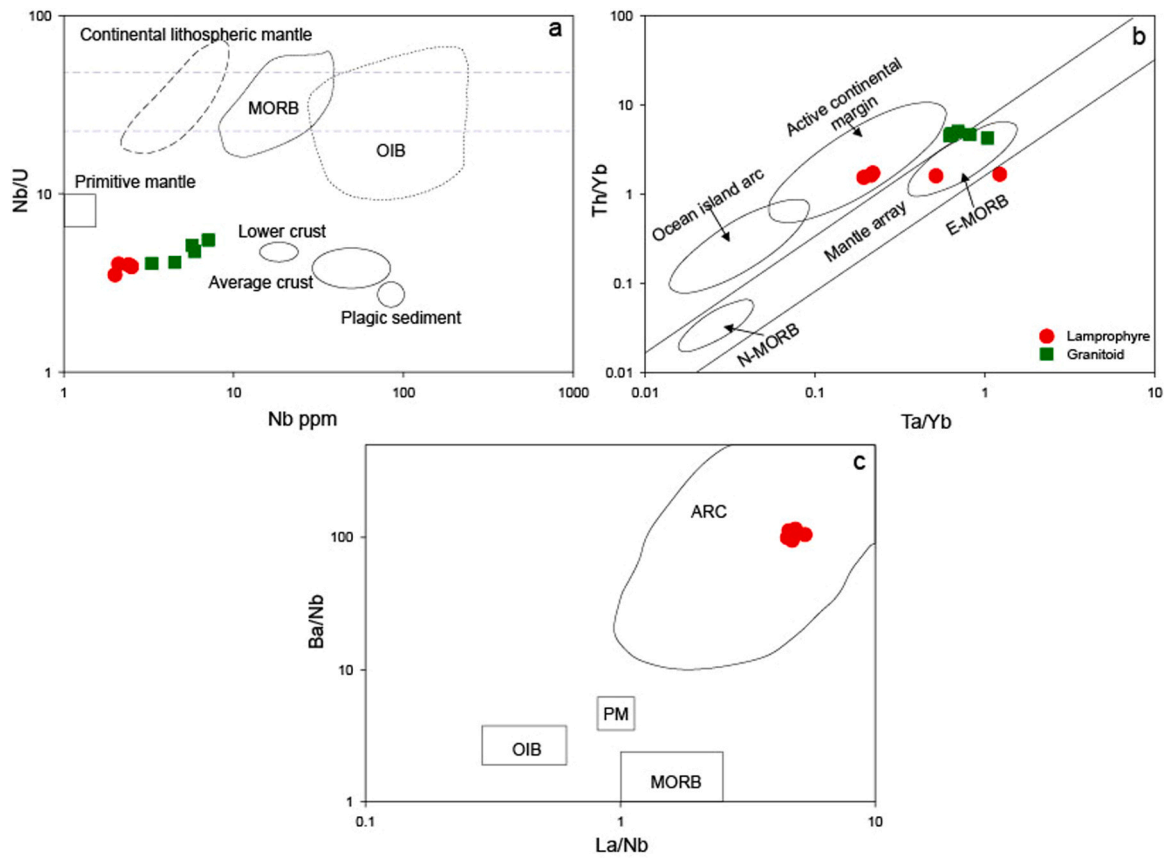 a
100
10
1
Nb/U
Continental lithospheric mantle
MORB
OIB
Primitive mantle
Lower crust
Average crust
Plagic sediment
1
10
100
1000
Nb ppm
b
100
10
1
0.1
0.01
Th/Yb
Active continental
margin
Ocean island arc
Mantle array
E-MORB
N-MORB
Lamprophyre
Granitoid
0.01
0.1
1
10
Ta/Yb
c
100
10
1
Ba/Nb
ARC
PM
OIB
MORB
0.1
1
10
La/Nb